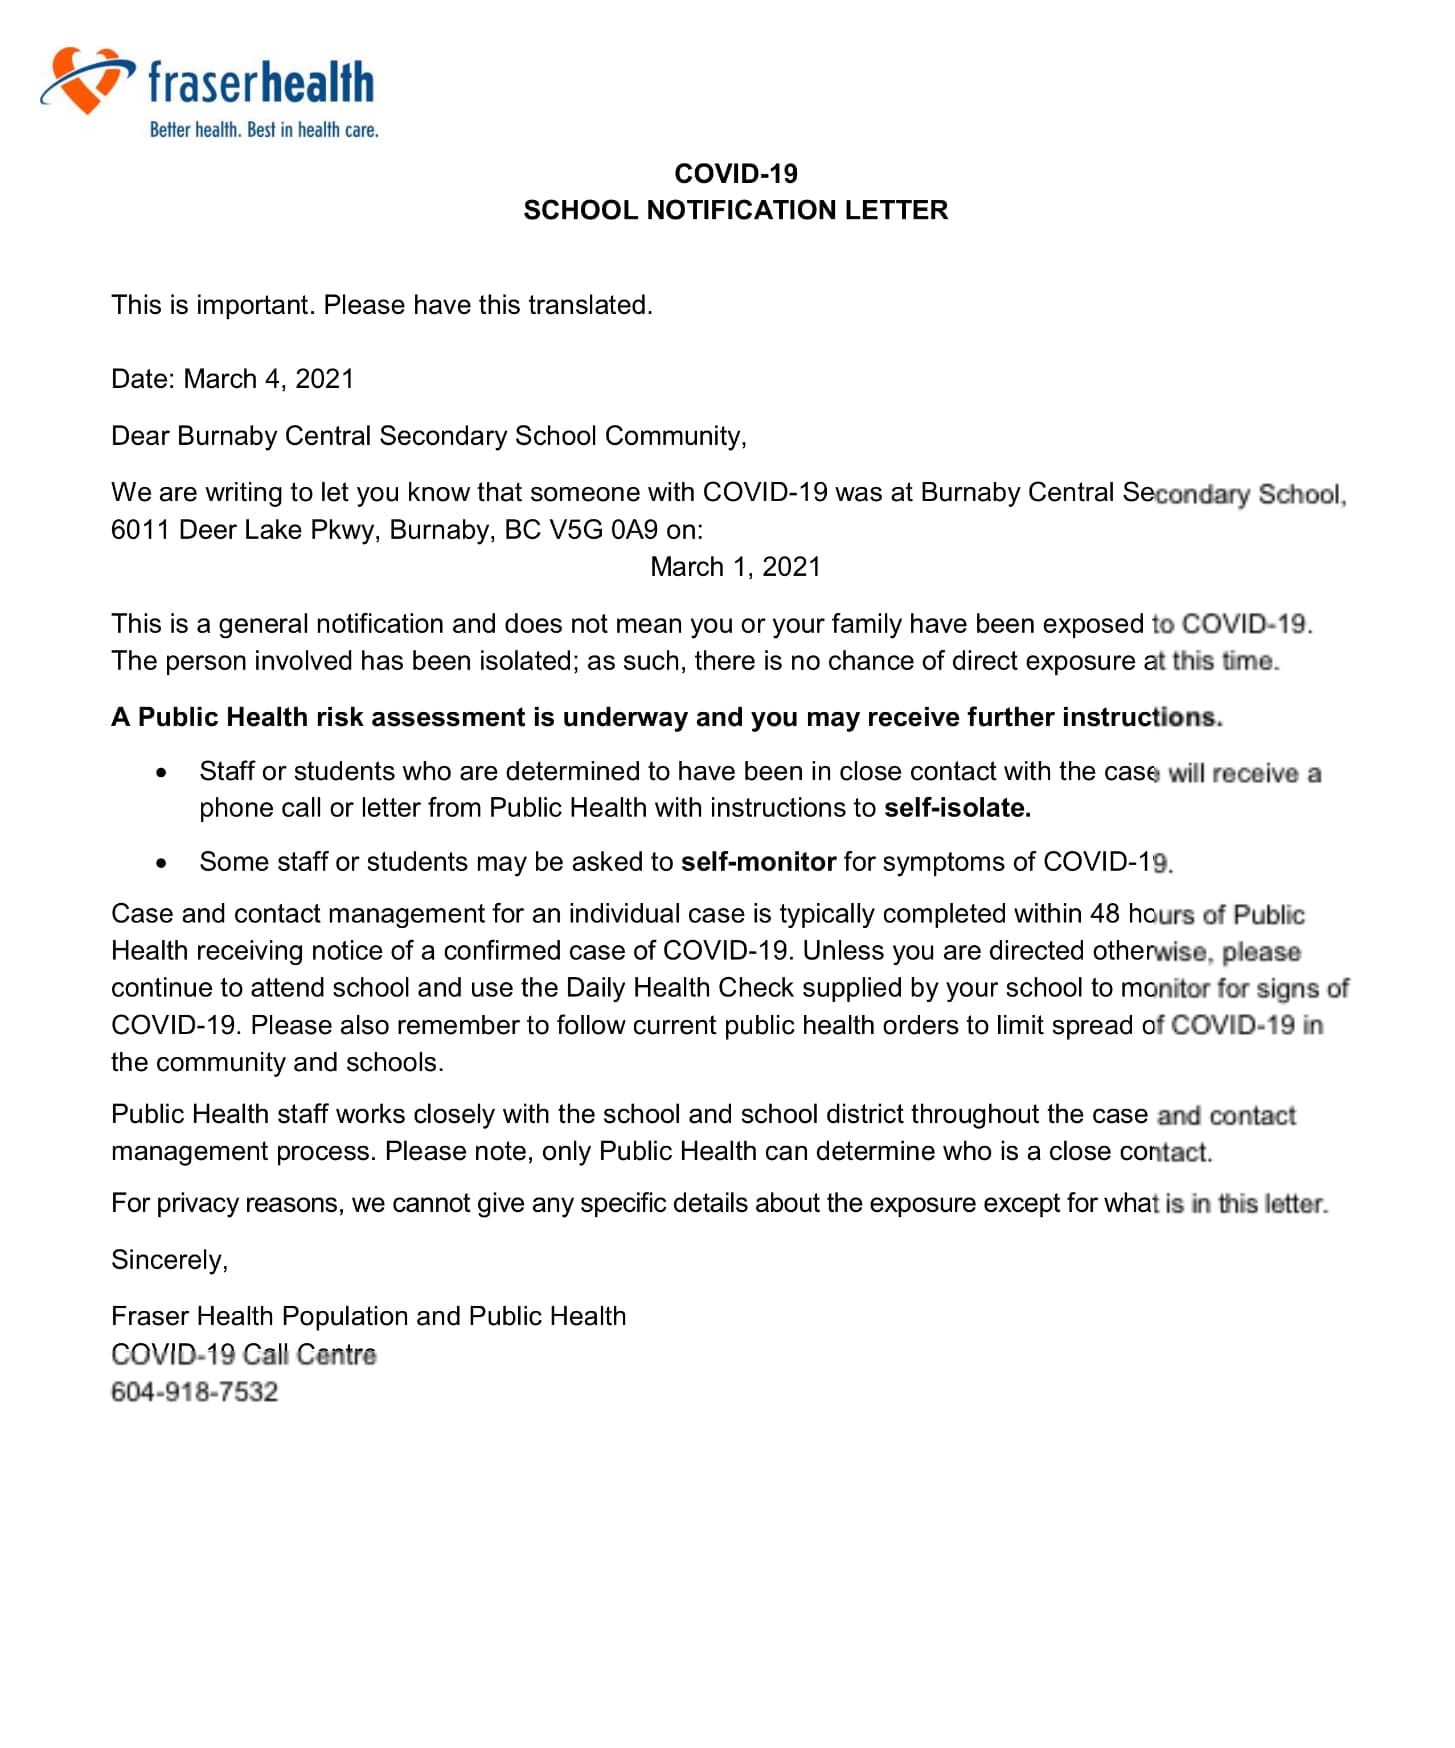 fraserhealth
Better health. Best in health care.
COVID-19
SCHOOL NOTIFICATION LETTER
This is important. Please have this translated.
Date: March 4, 2021
Dear Burnaby Central Secondary School Community,
We are writing to let you know that someone with COVID-19 was at Burnaby Central Secondary School,
6011 Deer Lake Pkwy, Burnaby, BC V5G 0A9 on:
March 1, 2021
This is a general notification and does not mean you or your family have been exposed to COVID-19.
The person involved has been isolated; as such, there is no chance of direct exposure at this time.
A Public Health risk assessment is underway and you may receive further instructions.
• Staff or students who are determined to have been in close contact with the case will receive a
phone call or letter from Public Health with instructions to self-isolate.
• Some staff or students may be asked to self-monitor for symptoms of COVID-19.
Case and contact management for an individual case is typically completed within 48 hours of Public
Health receiving notice of a confirmed case of COVID-19. Unless you are directed otherwise, please
continue to attend school and use the Daily Health Check supplied by your school to monitor for signs of
COVID-19. Please also remember to follow current public health orders to limit spread of COVID-19 in
the community and schools.
Public Health staff works closely with the school and school district throughout the case and contact
management process. Please note, only Public Health can determine who is a close contact.
For privacy reasons, we cannot give any specific details about the exposure except for what is in this letter.
Sincerely,
Fraser Health Population and Public Health
COVID-19 Call Centre
604-918-7532